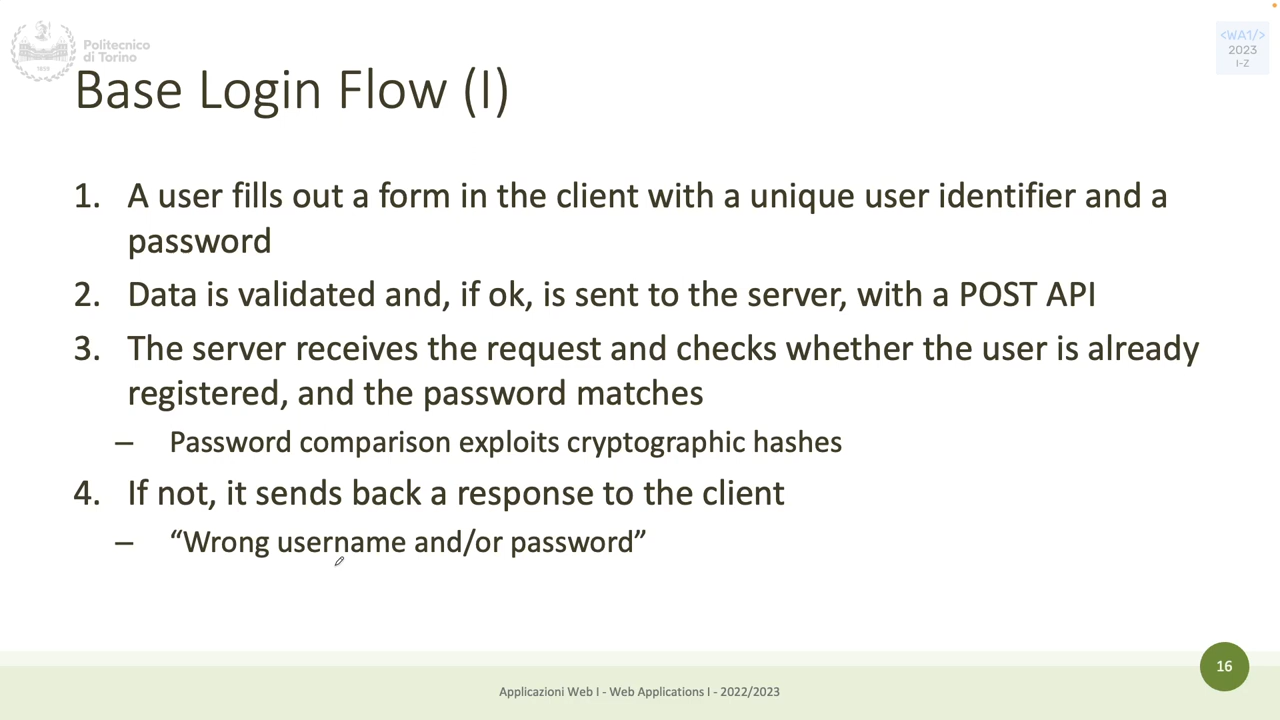 Politecnico
di Torino
1859
<WA1/>
2023
I-Z
Base Login Flow (I)
1. A user fills out a form in the client with a unique user identifier and a
password
2. Data is validated and, if ok, is sent to the server, with a POST API
3. The server receives the request and checks whether the user is already
registered, and the password matches
– Password comparison exploits cryptographic hashes
4. If not, it sends back a response to the client
– “Wrong username and/or password”
Applicazioni Web I - Web Applications I - 2022/2023
16